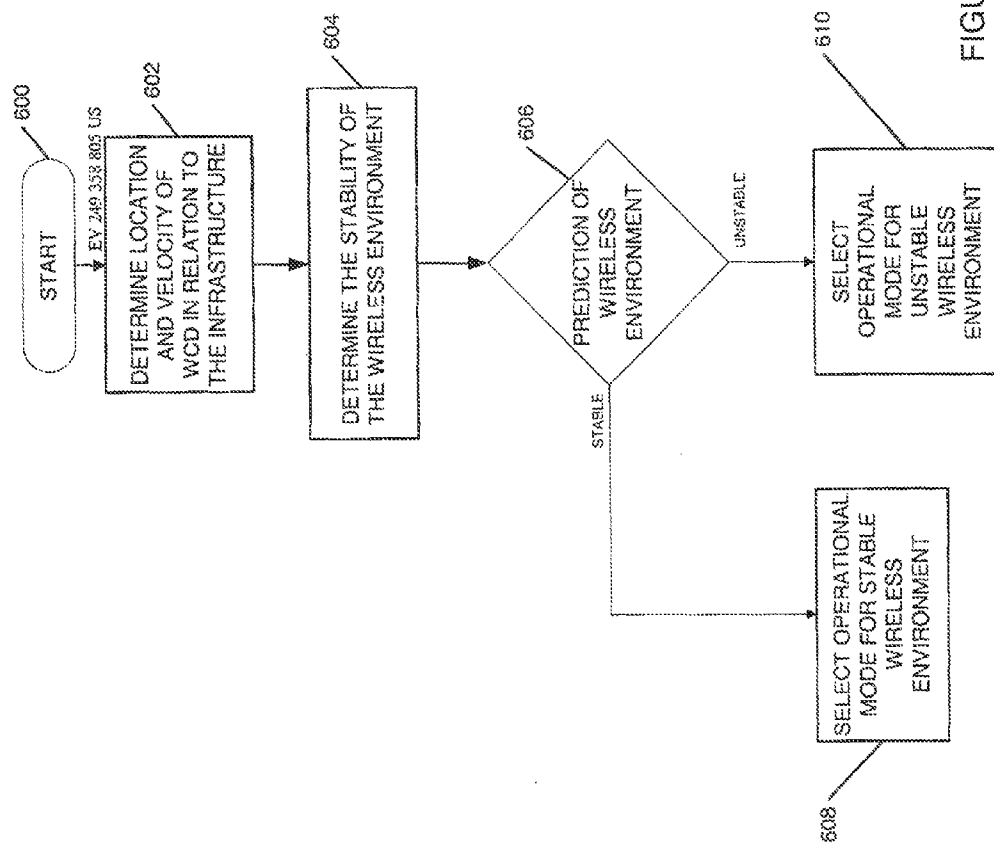 600
START
EV 249 358 805 US
602
DETERMINE LOCATION
AND VELOCITY OF
WCD IN RELATION TO
THE INFRASTRUCTURE
604
DETERMINE THE STABILITY OF
THE WIRELESS ENVIRONMENT
606
PREDICTION OF
WIRELESS
ENVIRONMENT
STABLE
UNSTABLE
608
SELECT OPERATIONAL
MODE FOR STABLE
WIRELESS
ENVIRONMENT
610
SELECT
OPERATIONAL
MODE FOR
UNSTABLE
WIRELESS
ENVIRONMENT
FIGU